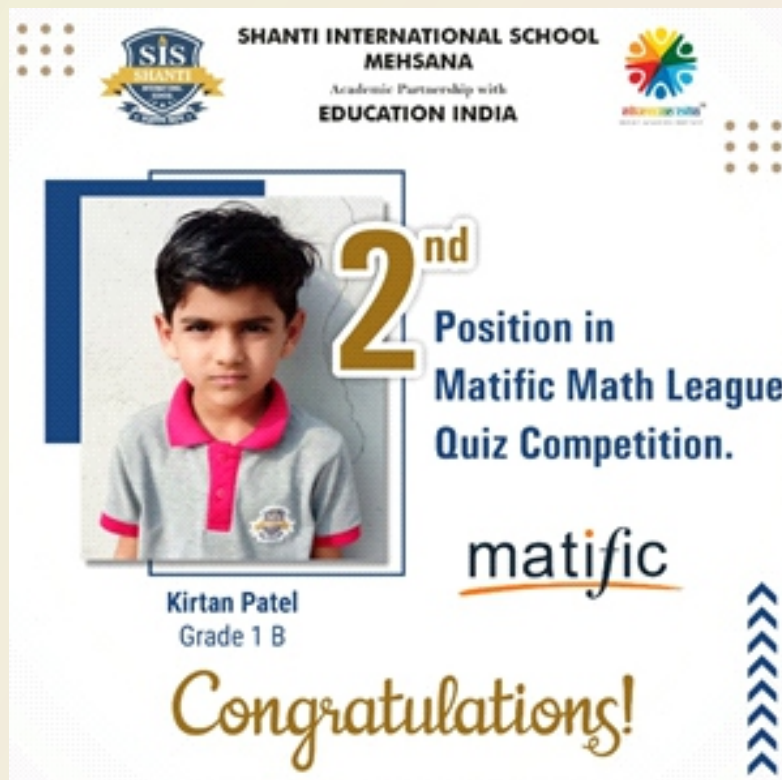 SHANTI INTERNATIONAL SCHOOL
MEHSANA
Academic Partnership with
EDUCATION INDIA
SIS
SHANTI
2nd
Position in
Matific Math League
Quiz Competition.
matific
SIS
Kirtan Patel
Grade 1 B
Congratulations!